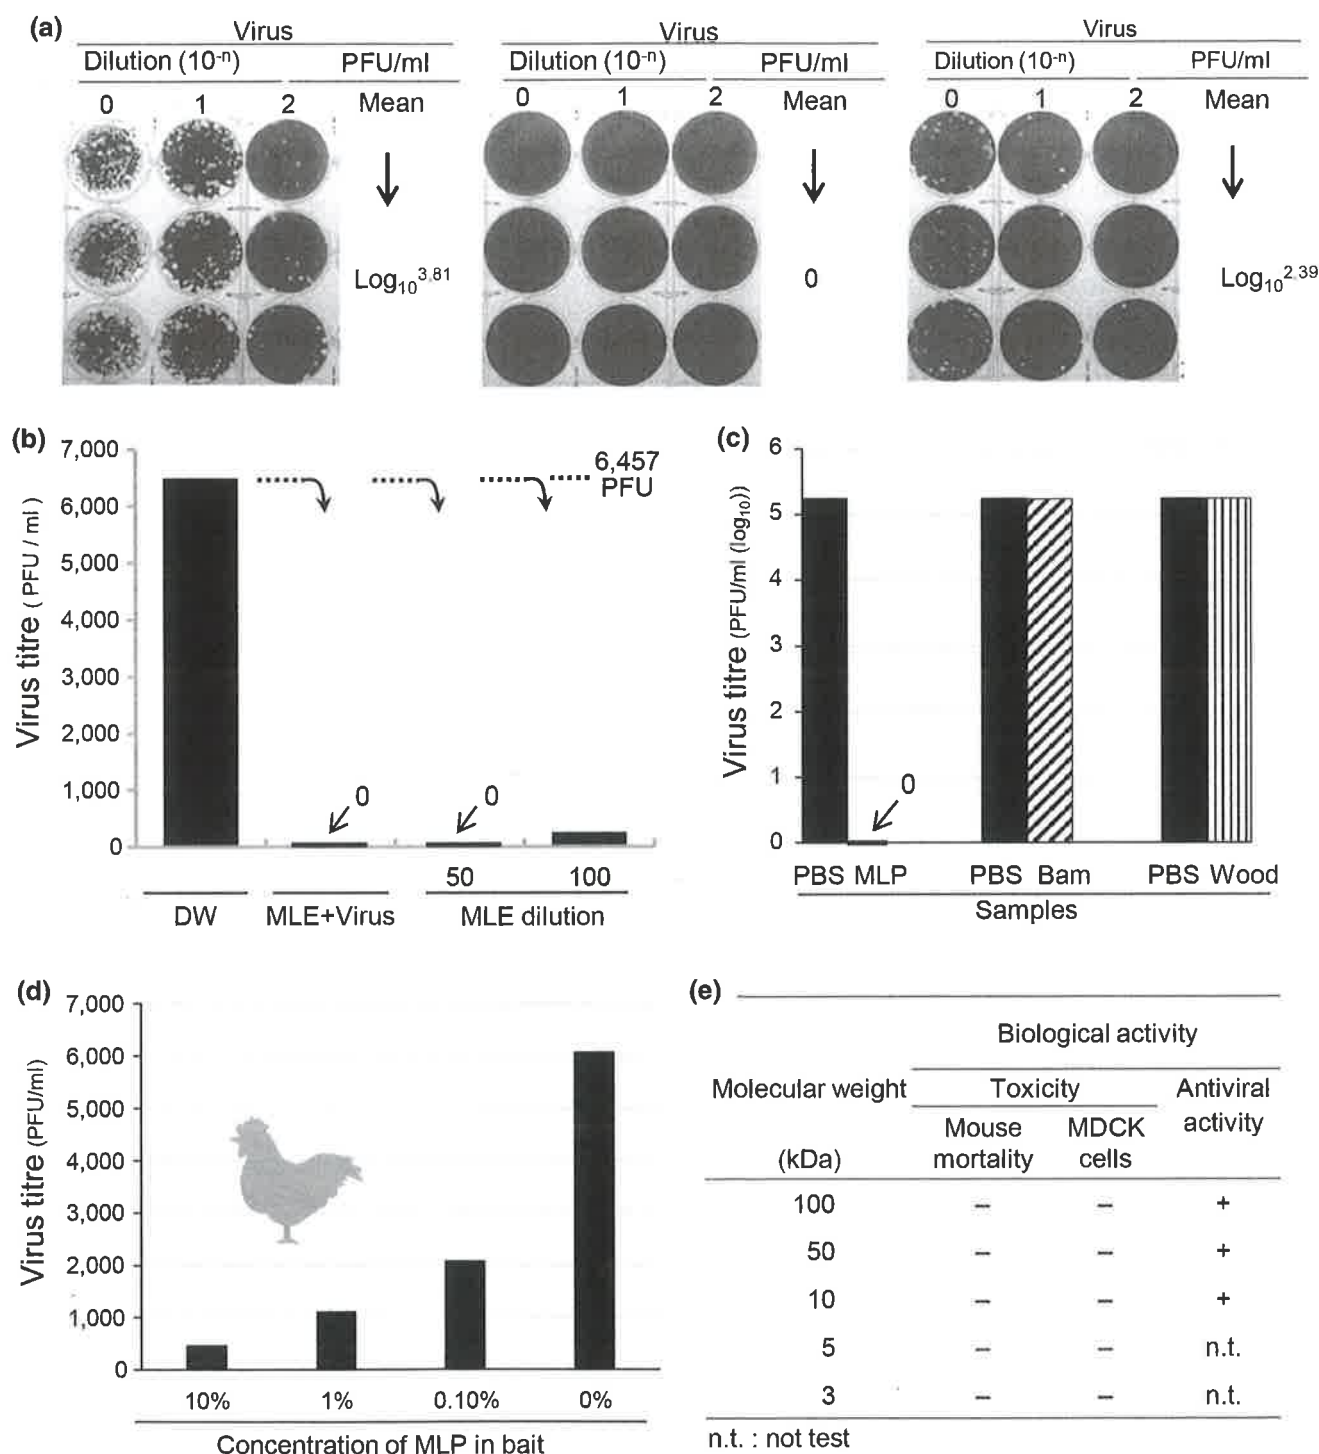 (a)
Virus
Dilution (10⁻ⁿ) PFU/ml
0 1 2 Mean
Log₁₀³·⁸¹
Virus
Dilution (10⁻ⁿ) PFU/ml
0 1 2 Mean
0
Virus
Dilution (10⁻ⁿ) PFU/ml
0 1 2 Mean
Log₁₀²·³⁹
(b)
Virus titre (PFU / ml)
7,000
6,000
5,000
4,000
3,000
2,000
1,000
0
6,457
PFU
0 0
50 100
DW MLE+Virus MLE dilution
(c)
Virus titre (PFU/ml (log₁₀))
6
5
4
3
2
1
0
0
PBS MLP PBS Bam PBS Wood
Samples
(d)
Virus titre (PFU/ml)
7,000
6,000
5,000
4,000
3,000
2,000
1,000
0
10% 1% 0.10% 0%
Concentration of MLP in bait
(e)
Biological activity
Molecular weight Toxicity Antiviral
activity
Mouse MDCK
(kDa) mortality cells
100 – – +
50 – – +
10 – – +
5 – – n.t.
3 – – n.t.
n.t. : not test